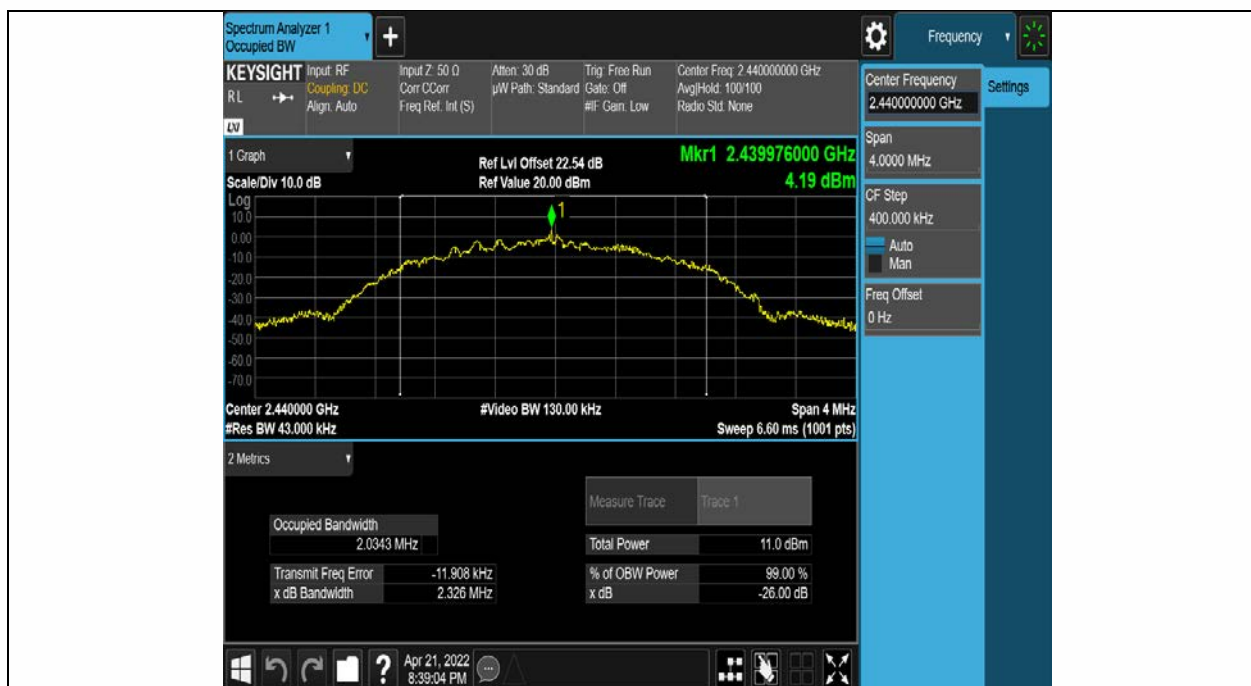 Spectrum Analyzer 1
Occupied BW
+
Frequency
KEYSIGHT
RL
LXI
Input: RF
Coupling: DC
Align: Auto
Input Z: 50 Ω
Corr CCorr
Freq Ref: Int (S)
Atten: 30 dB
µW Path: Standard
Trig: Free Run
Gate: Off
#IF Gain: Low
Center Freq: 2.440000000 GHz
Avg|Hold: 100/100
Radio Std: None
Center Frequency
2.440000000 GHz
Settings
Span
4.0000 MHz
CF Step
400.000 kHz
Auto
Man
Freq Offset
0 Hz
1 Graph
Scale/Div 10.0 dB
Ref Lvl Offset 22.54 dB
Ref Value 20.00 dBm
Mkr1 2.439976000 GHz
4.19 dBm
Log
10.0
0.00
-10.0
-20.0
-30.0
-40.0
-50.0
-60.0
-70.0
1
Center 2.440000 GHz
#Res BW 43.000 kHz
#Video BW 130.00 kHz
Span 4 MHz
Sweep 6.60 ms (1001 pts)
2 Metrics
Measure Trace Trace 1
Occupied Bandwidth
2.0343 MHz
Total Power 11.0 dBm
Transmit Freq Error -11.908 kHz
% of OBW Power 99.00 %
x dB Bandwidth 2.326 MHz
x dB -26.00 dB
?
Apr 21, 2022
8:39:04 PM